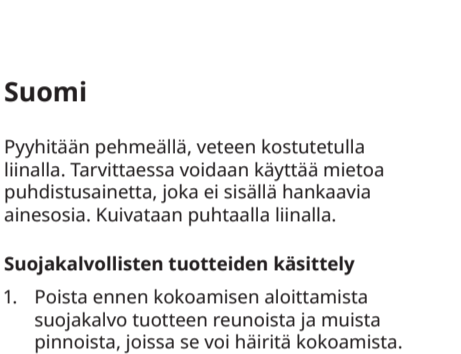 Suomi
Pyyhitään pehmeällä, veteen kostutetulla
liinalla. Tarvittaessa voidaan käyttää mietoa
puhdistusainetta, joka ei sisällä hankaavia
ainesosia. Kuivataan puhtaalla liinalla.
Suojakalvollisten tuotteiden käsittely
1. Poista ennen kokoamisen aloittamista
suojakalvo tuotteen reunoista ja muista
pinnoista, joissa se voi häiritä kokoamista.